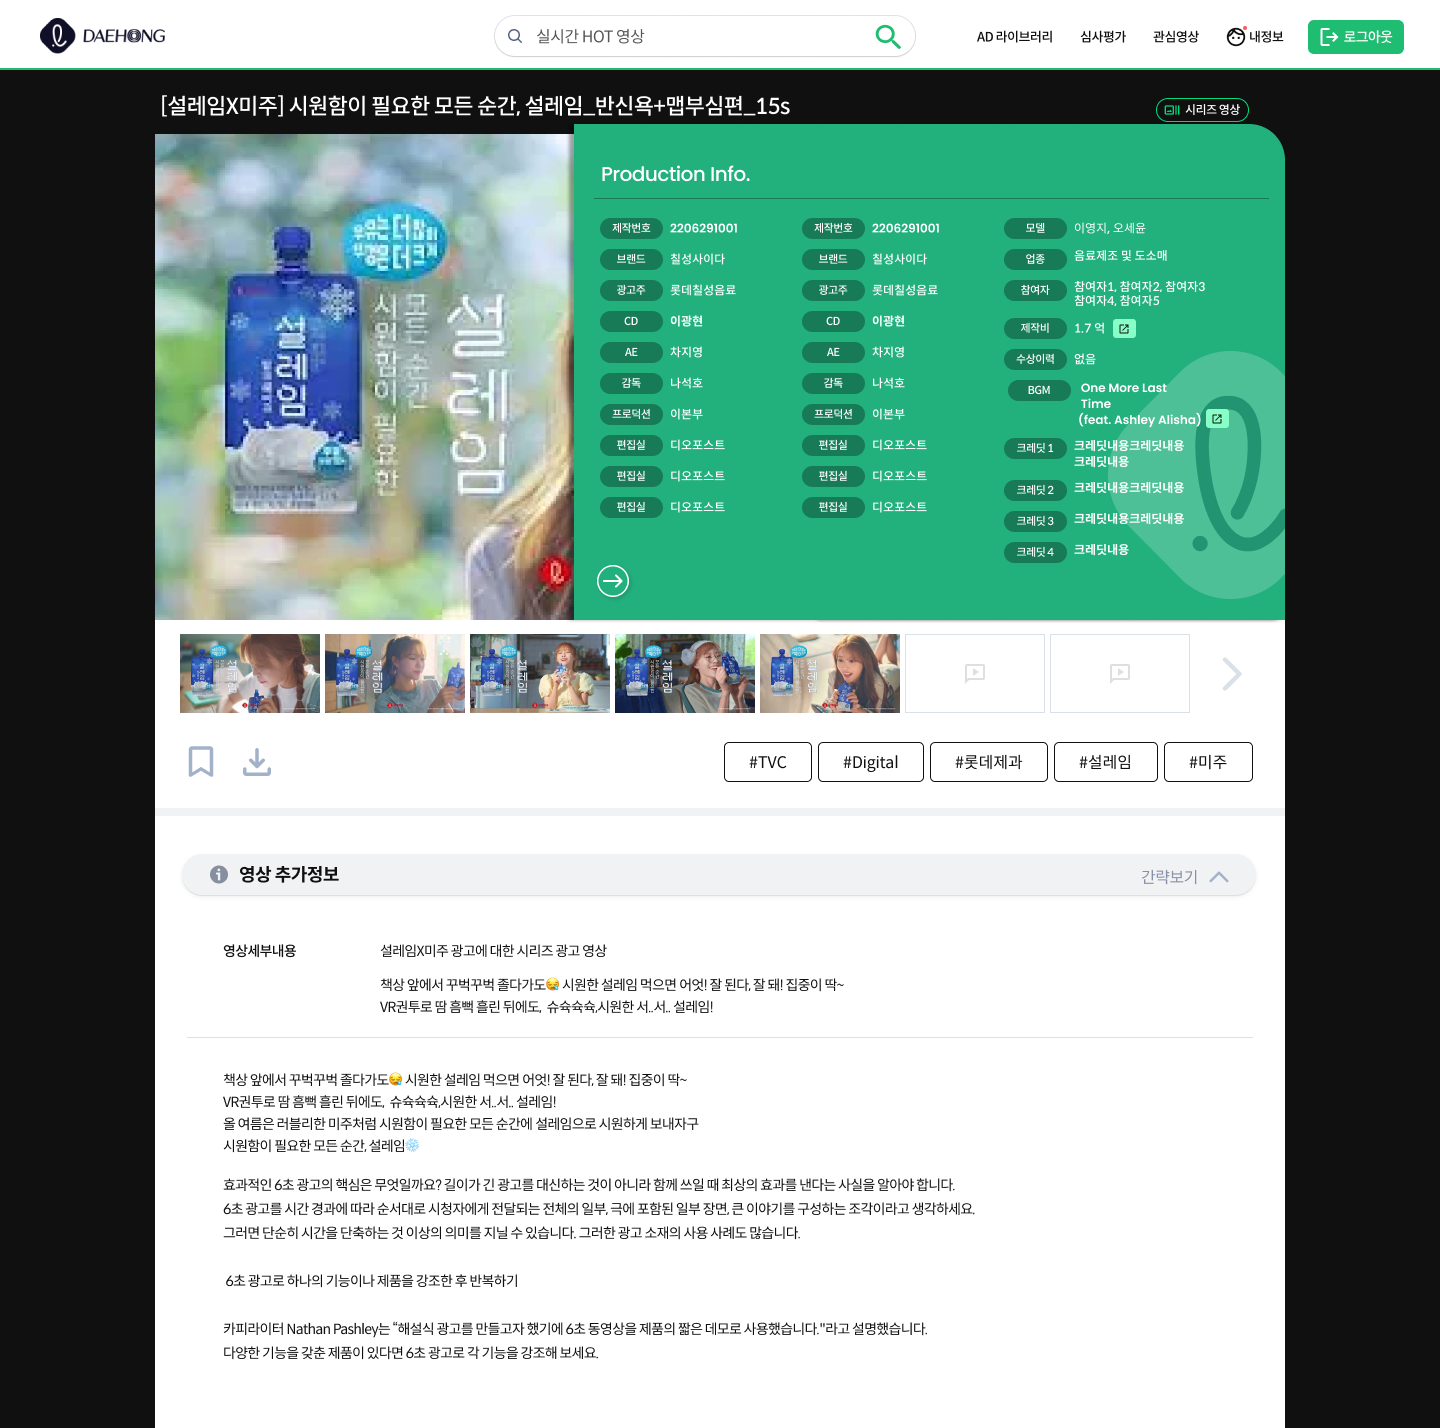 DAEHONG
실시간 HOT 영상
AD 라이브러리
심사평가
관심영상
내정보
로그아웃
[설레임X미주] 시원함이 필요한 모든 순간, 설레임_반신욕+맵부심편_15s
시리즈 영상
설레임
모든 순간
시원함이 필요한
설레임
Production Info.
제작번호 2206291001
브랜드 칠성사이다
광고주 롯데칠성음료
CD 이광현
AE 차지영
감독 나석호
프로덕션 이본부
편집실 디오포스트
편집실 디오포스트
편집실 디오포스트
제작번호 2206291001
브랜드 칠성사이다
광고주 롯데칠성음료
CD 이광현
AE 차지영
감독 나석호
프로덕션 이본부
편집실 디오포스트
편집실 디오포스트
편집실 디오포스트
모델 이영지, 오세윤
업종 음료제조 및 도소매
참여자 참여자1, 참여자2, 참여자3
참여자4, 참여자5
제작비 1.7 억
수상이력 없음
BGM One More Last
Time
(feat. Ashley Alisha)
크레딧 1 크레딧내용크레딧내용
크레딧내용
크레딧 2 크레딧내용크레딧내용
크레딧 3 크레딧내용크레딧내용
크레딧 4 크레딧내용
설레임
설레임
설레임
설레임
설레임
#TVC
#Digital
#롯데제과
#설레임
#미주
영상 추가정보
간략보기
영상세부내용
설레임X미주 광고에 대한 시리즈 광고 영상
책상 앞에서 꾸벅꾸벅 졸다가도😪 시원한 설레임 먹으면 어엇! 잘 된다, 잘 돼! 집중이 딱~
VR권투로 땀 흠뻑 흘린 뒤에도, 슈슉슉슉,시원한 서..서.. 설레임!
책상 앞에서 꾸벅꾸벅 졸다가도😪 시원한 설레임 먹으면 어엇! 잘 된다, 잘 돼! 집중이 딱~
VR권투로 땀 흠뻑 흘린 뒤에도, 슈슉슉슉,시원한 서..서.. 설레임!
올 여름은 러블리한 미주처럼 시원함이 필요한 모든 순간에 설레임으로 시원하게 보내자구
시원함이 필요한 모든 순간, 설레임❄️
효과적인 6초 광고의 핵심은 무엇일까요? 길이가 긴 광고를 대신하는 것이 아니라 함께 쓰일 때 최상의 효과를 낸다는 사실을 알아야 합니다.
6초 광고를 시간 경과에 따라 순서대로 시청자에게 전달되는 전체의 일부, 극에 포함된 일부 장면, 큰 이야기를 구성하는 조각이라고 생각하세요.
그러면 단순히 시간을 단축하는 것 이상의 의미를 지닐 수 있습니다. 그러한 광고 소재의 사용 사례도 많습니다.
6초 광고로 하나의 기능이나 제품을 강조한 후 반복하기
카피라이터 Nathan Pashley는 “해설식 광고를 만들고자 했기에 6초 동영상을 제품의 짧은 데모로 사용했습니다."라고 설명했습니다.
다양한 기능을 갖춘 제품이 있다면 6초 광고로 각 기능을 강조해 보세요.